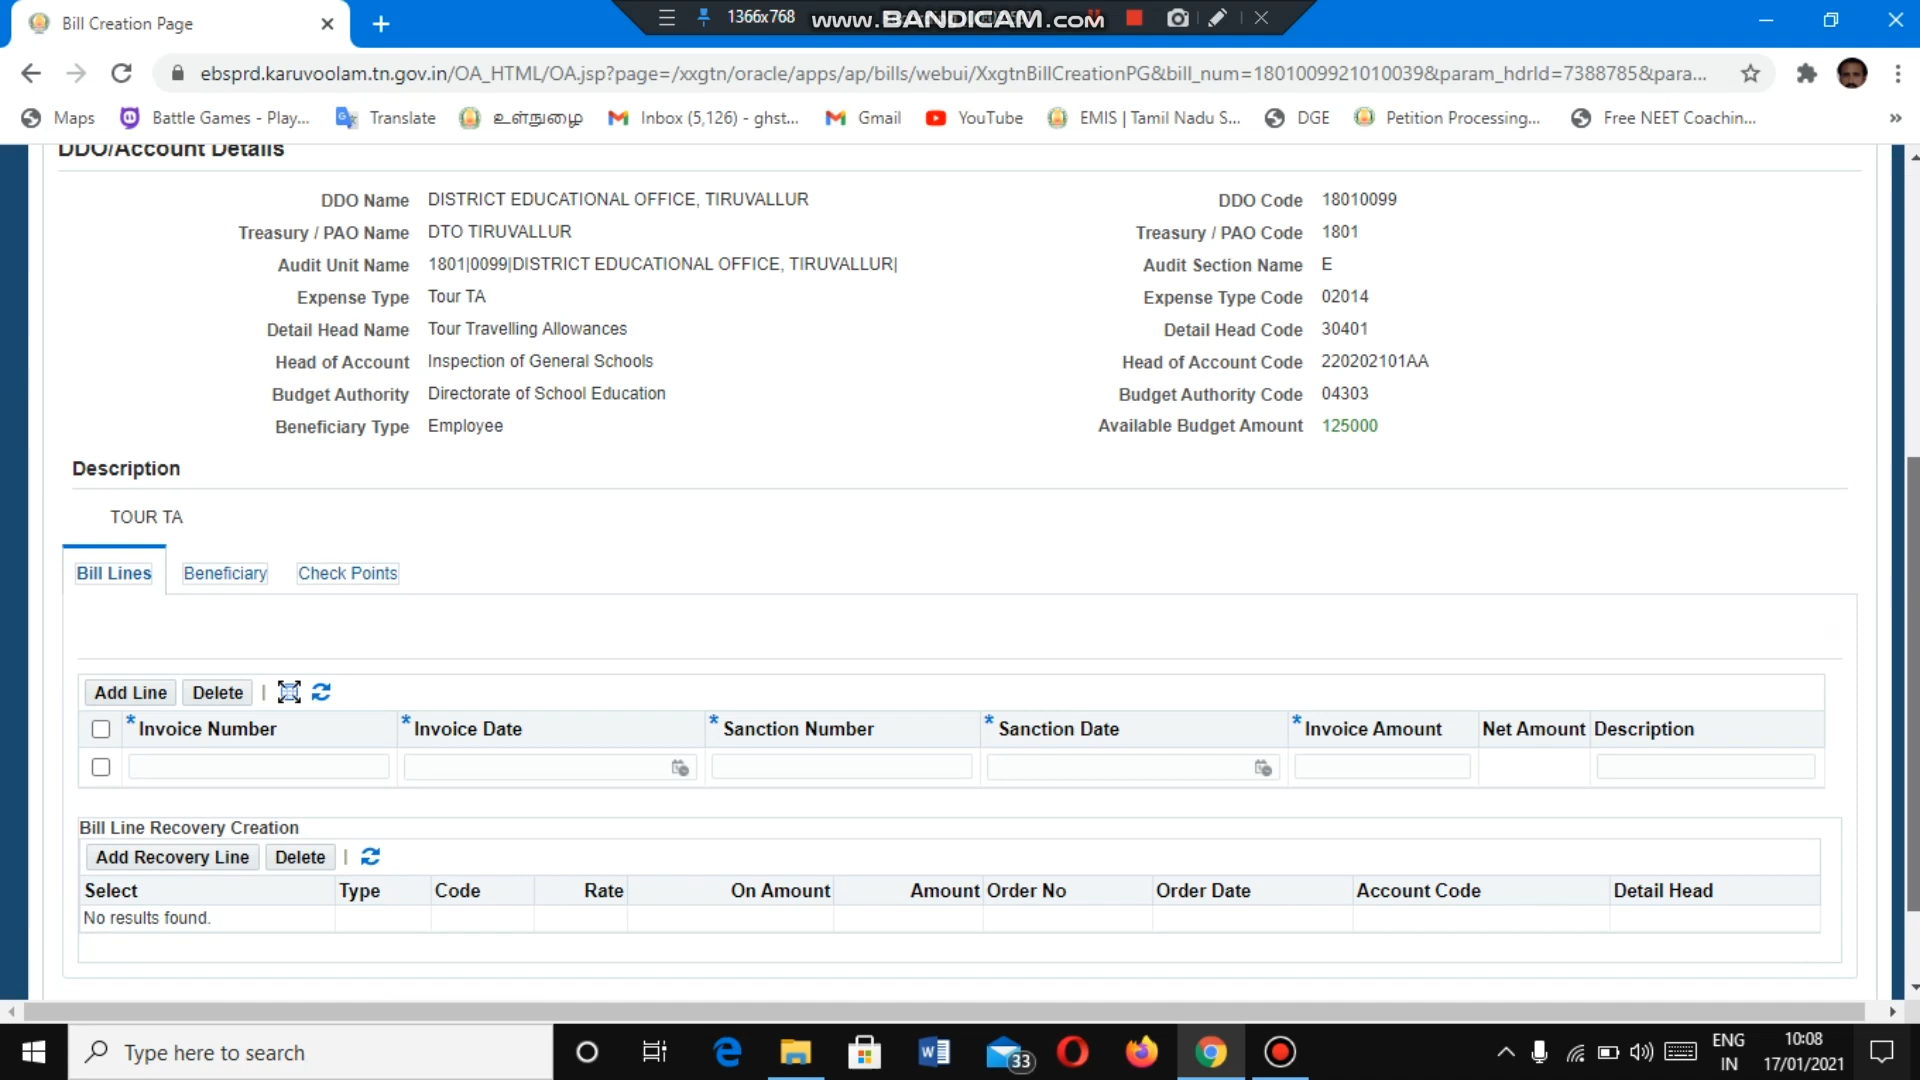 Bill Creation Page
1366x768
www.BANDICAM.com
ebsprd.karuvoolam.tn.gov.in/OA_HTML/OA.jsp?page=/xxgtn/oracle/apps/ap/bills/webui/XxgtnBillCreationPG&bill_num=1801009921010039&param_hdrId=7388785&para...
Maps
Battle Games - Play...
Translate
உள்நுழை
Inbox (5,126) - ghst...
Gmail
YouTube
EMIS | Tamil Nadu S...
DGE
Petition Processing...
Free NEET Coachin...
»
DDO/Account Details
DDO Name DISTRICT EDUCATIONAL OFFICE, TIRUVALLUR DDO Code 18010099
Treasury / PAO Name DTO TIRUVALLUR Treasury / PAO Code 1801
Audit Unit Name 1801|0099|DISTRICT EDUCATIONAL OFFICE, TIRUVALLUR| Audit Section Name E
Expense Type Tour TA Expense Type Code 02014
Detail Head Name Tour Travelling Allowances Detail Head Code 30401
Head of Account Inspection of General Schools Head of Account Code 220202101AA
Budget Authority Directorate of School Education Budget Authority Code 04303
Beneficiary Type Employee Available Budget Amount 125000
Description
TOUR TA
Bill Lines Beneficiary Check Points
Add Line Delete |
* Invoice Number * Invoice Date * Sanction Number * Sanction Date * Invoice Amount Net Amount Description
Bill Line Recovery Creation
Add Recovery Line Delete |
Select Type Code Rate On Amount Amount Order No Order Date Account Code Detail Head
No results found.
Type here to search
33
ENG
IN
10:08
17/01/2021